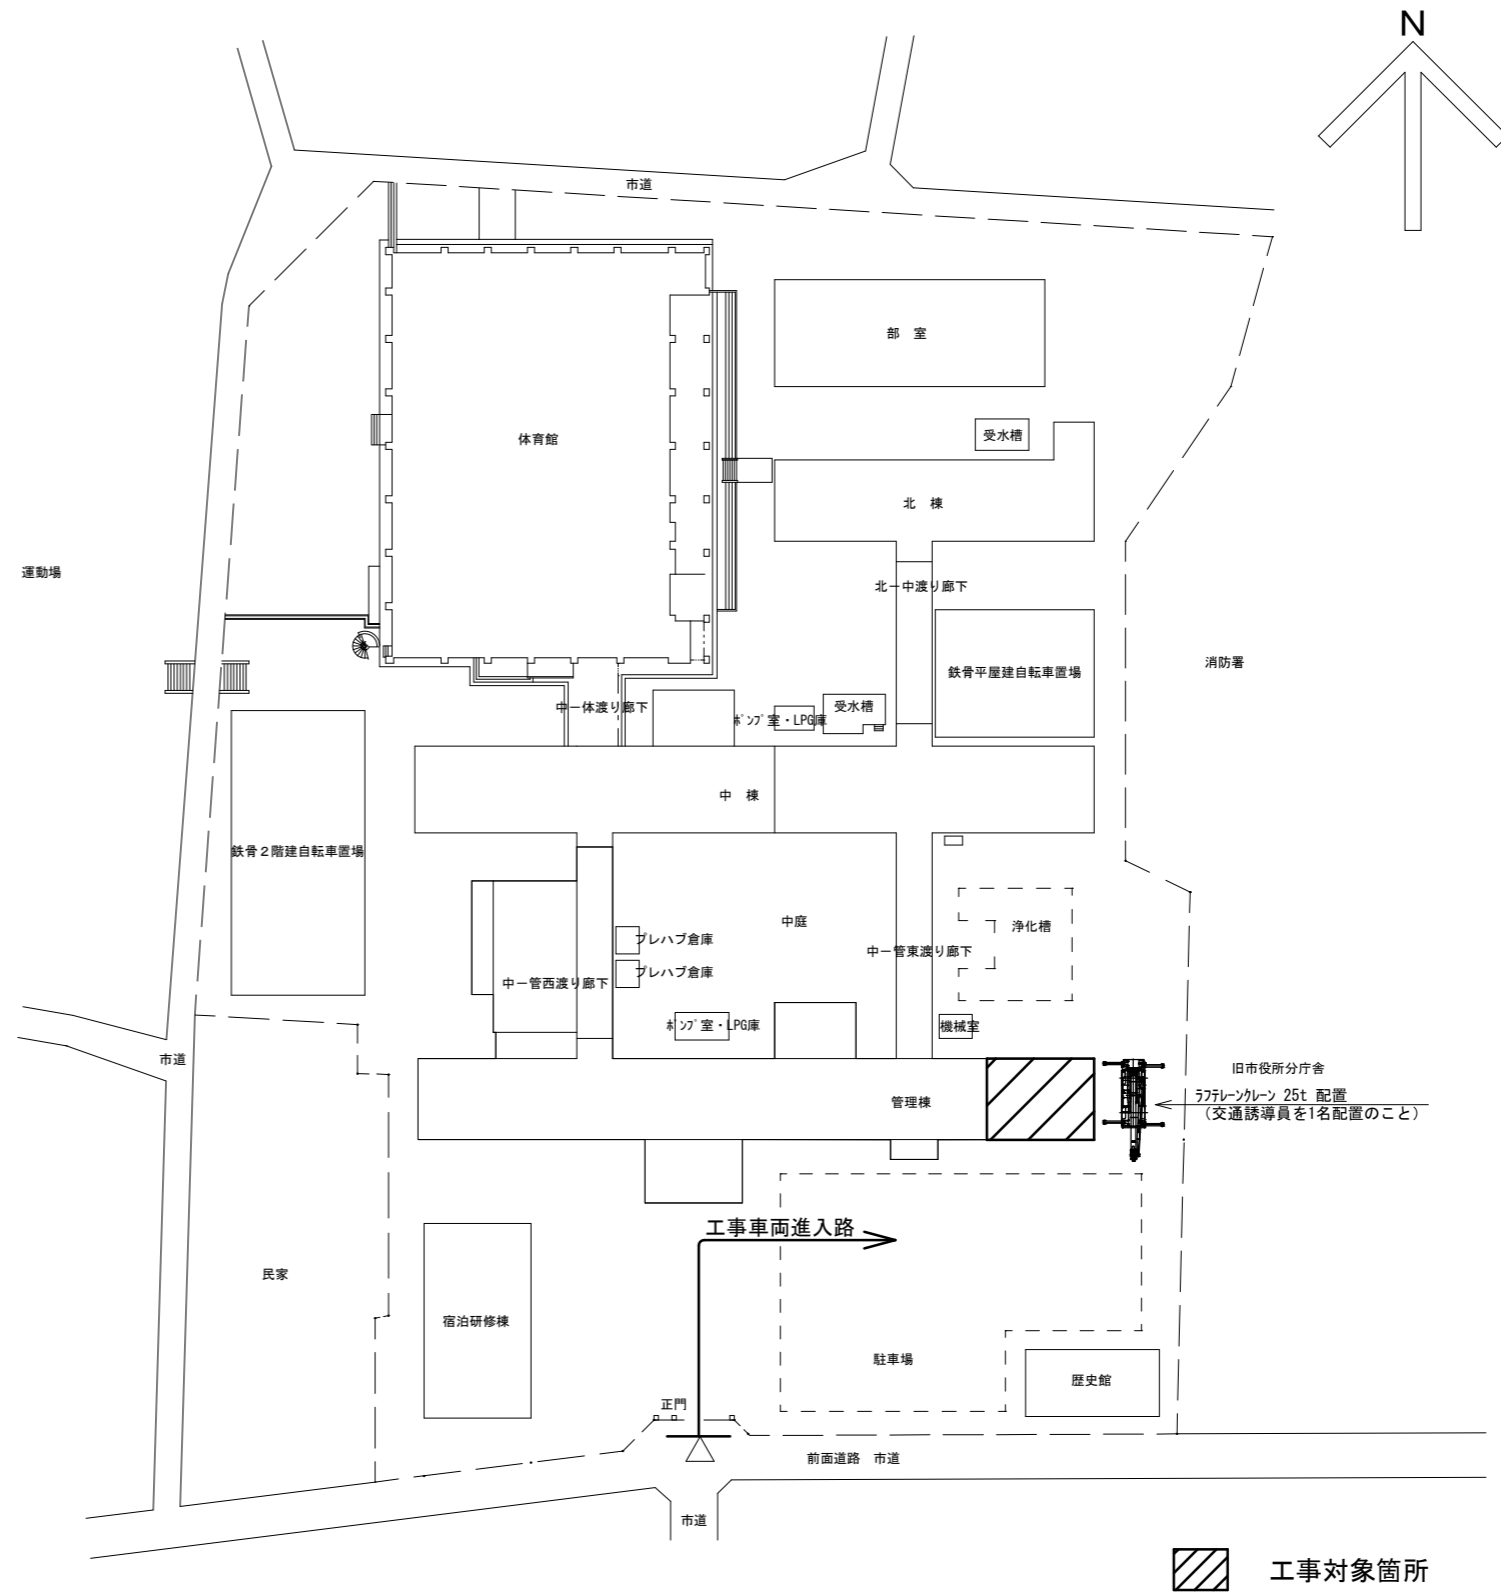 N
市道
部　室
受水槽
体育館
北　棟
運動場
北－中渡り廊下
消防署
鉄骨平屋建自転車置場
中－体渡り廊下
受水槽
ﾎﾟﾝﾌﾟ室・LPG庫
中　棟
鉄骨２階建自転車置場
中庭
浄化槽
プレハブ倉庫
中－管東渡り廊下
プレハブ倉庫
中－管西渡り廊下
ﾎﾟﾝﾌﾟ室・LPG庫
機械室
市道
旧市役所分庁舎
ﾗﾌﾃﾚｰﾝｸﾚｰﾝ 25t 配置
管理棟
（交通誘導員を1名配置のこと）
工事車両進入路
民家
宿泊研修棟
駐車場
歴史館
正門
前面道路　市道
市道
工事対象箇所